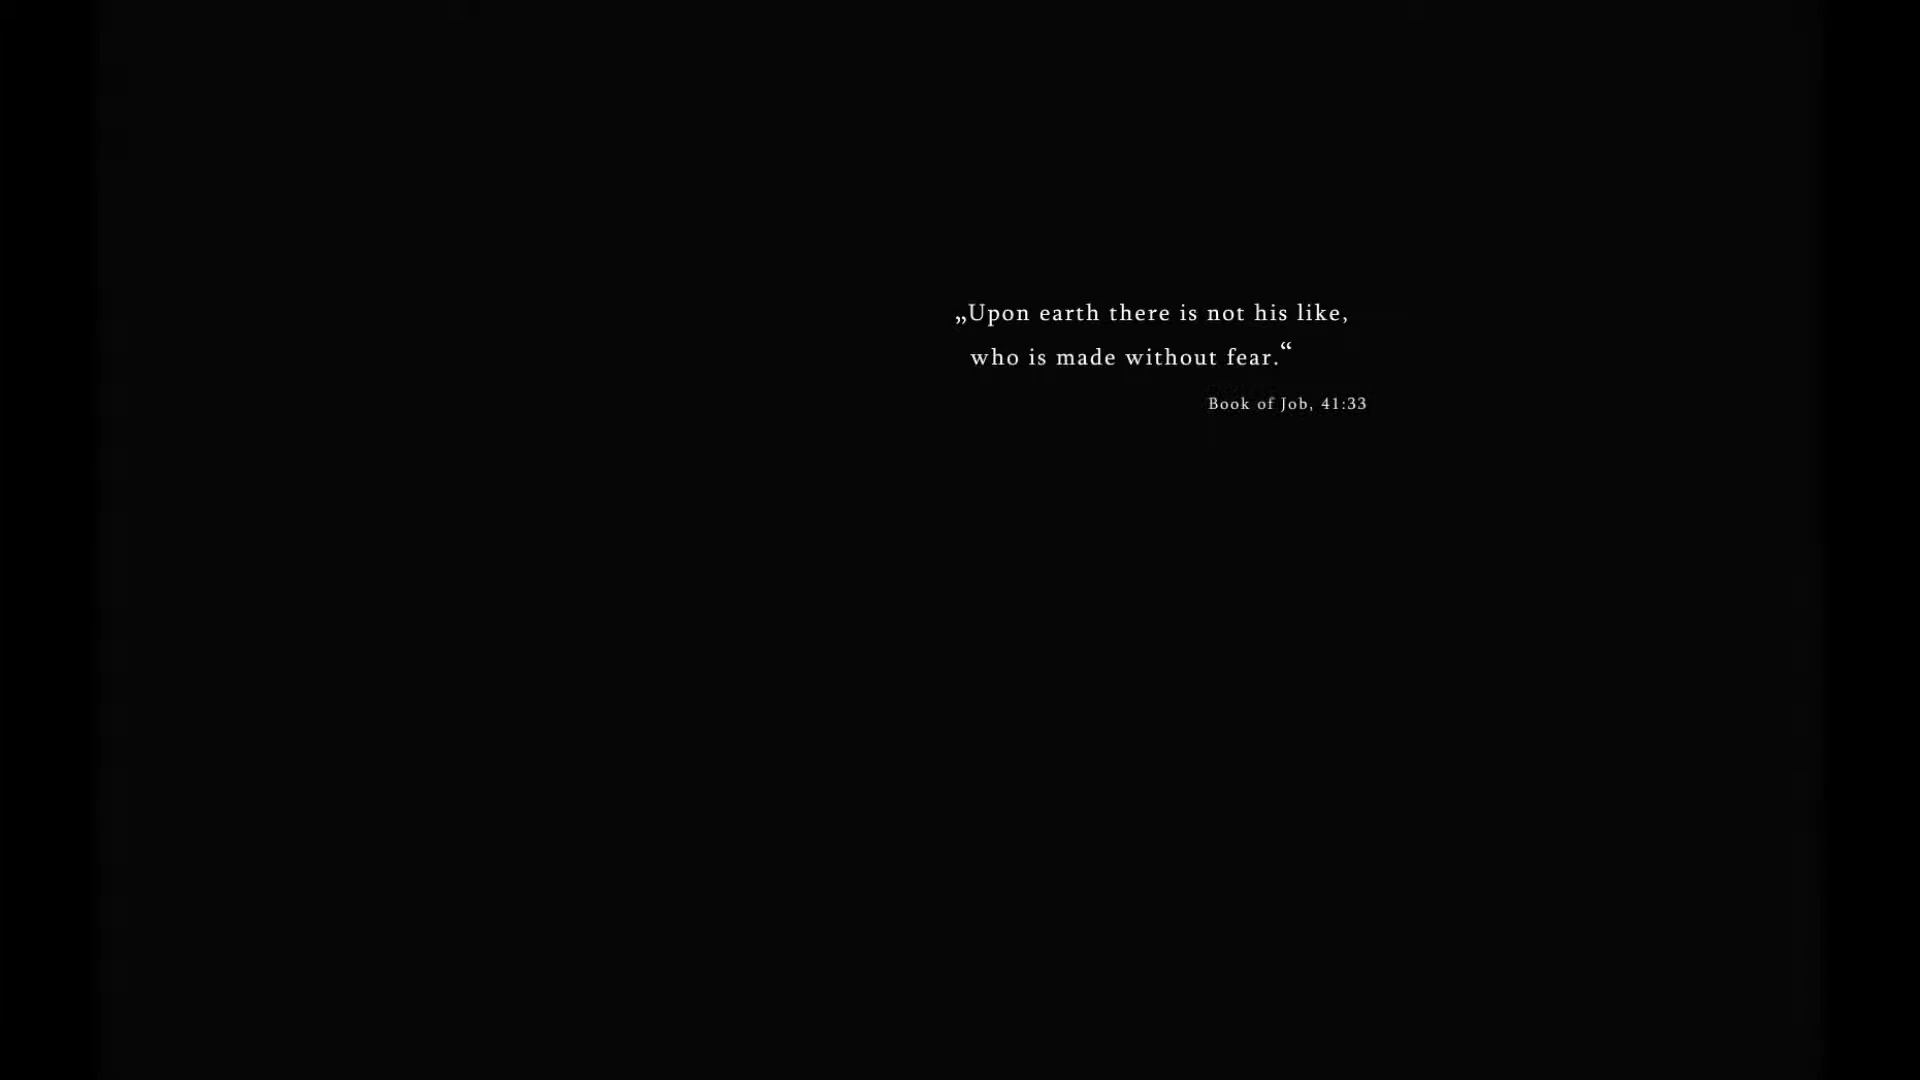 „Upon earth there is not his like,
who is made without fear.“
Book of Job, 41:33